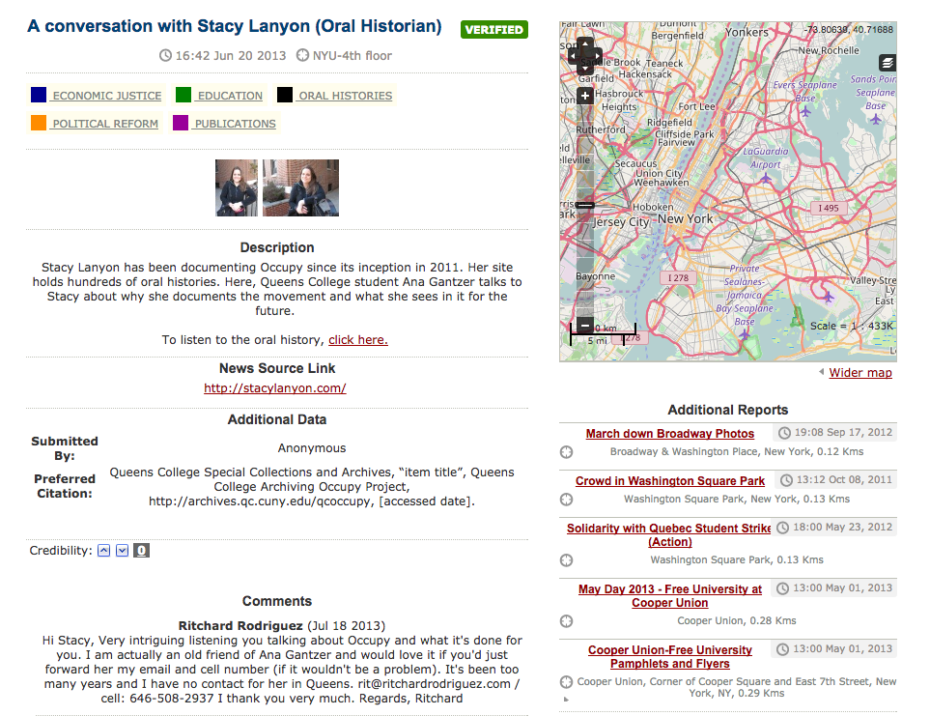 A conversation with Stacy Lanyon (Oral Historian)
VERIFIED
16:42 Jun 20 2013 NYU-4th floor
ECONOMIC JUSTICE EDUCATION ORAL HISTORIES
POLITICAL REFORM PUBLICATIONS
Description
Stacy Lanyon has been documenting Occupy since its inception in 2011. Her site
holds hundreds of oral histories. Here, Queens College student Ana Gantzer talks to
Stacy about why she documents the movement and what she sees in it for the
future.
To listen to the oral history, click here.
News Source Link
http://stacylanyon.com/
Additional Data
Submitted
By:
Anonymous
Preferred
Citation:
Queens College Special Collections and Archives, “item title”, Queens
College Archiving Occupy Project,
http://archives.qc.cuny.edu/qcoccupy, [accessed date].
Credibility: 0
Comments
Ritchard Rodriguez (Jul 18 2013)
Hi Stacy, Very intriguing listening you talking about Occupy and what it's done for
you. I am actually an old friend of Ana Gantzer and would love it if you'd just
forward her my email and cell number (if it wouldn't be a problem). It's been too
many years and I have no contact for her in Queens. rit@ritchardrodriguez.com /
cell: 646-508-2937 I thank you very much. Regards, Ritchard
Fair Lawn
Dumont
Bergenfield
Yonkers
-73.80639, 40.71688
New Rochelle
Saddle Brook
Teaneck
Hackensack
Garfield
Hasbrouck
Heights
Evers Seaplane
Base
Sands Poin
Seaplane
Base
Fort Lee
Rutherford
Ridgefield
Cliffside Park
Fairview
LaGuardia
Airport
elleville
Secaucus
Union City
Weehawken
Hoboken
Jersey City
New York
I 495
Bayonne
I 278
Private
Sealanes-
Jamaica
Bay Seaplane
Base
Valley Stre
East
Scale = 1 : 433K
5 mi
I 278
Wider map
Additional Reports
March down Broadway Photos 19:08 Sep 17, 2012
Broadway & Washington Place, New York, 0.12 Kms
Crowd in Washington Square Park 13:12 Oct 08, 2011
Washington Square Park, New York, 0.13 Kms
Solidarity with Quebec Student Strike 18:00 May 23, 2012
(Action)
Washington Square Park, 0.13 Kms
May Day 2013 - Free University at 13:00 May 01, 2013
Cooper Union
Cooper Union, 0.28 Kms
Cooper Union-Free University 13:00 May 01, 2013
Pamphlets and Flyers
Cooper Union, Corner of Cooper Square and East 7th Street, New
York, NY, 0.29 Kms